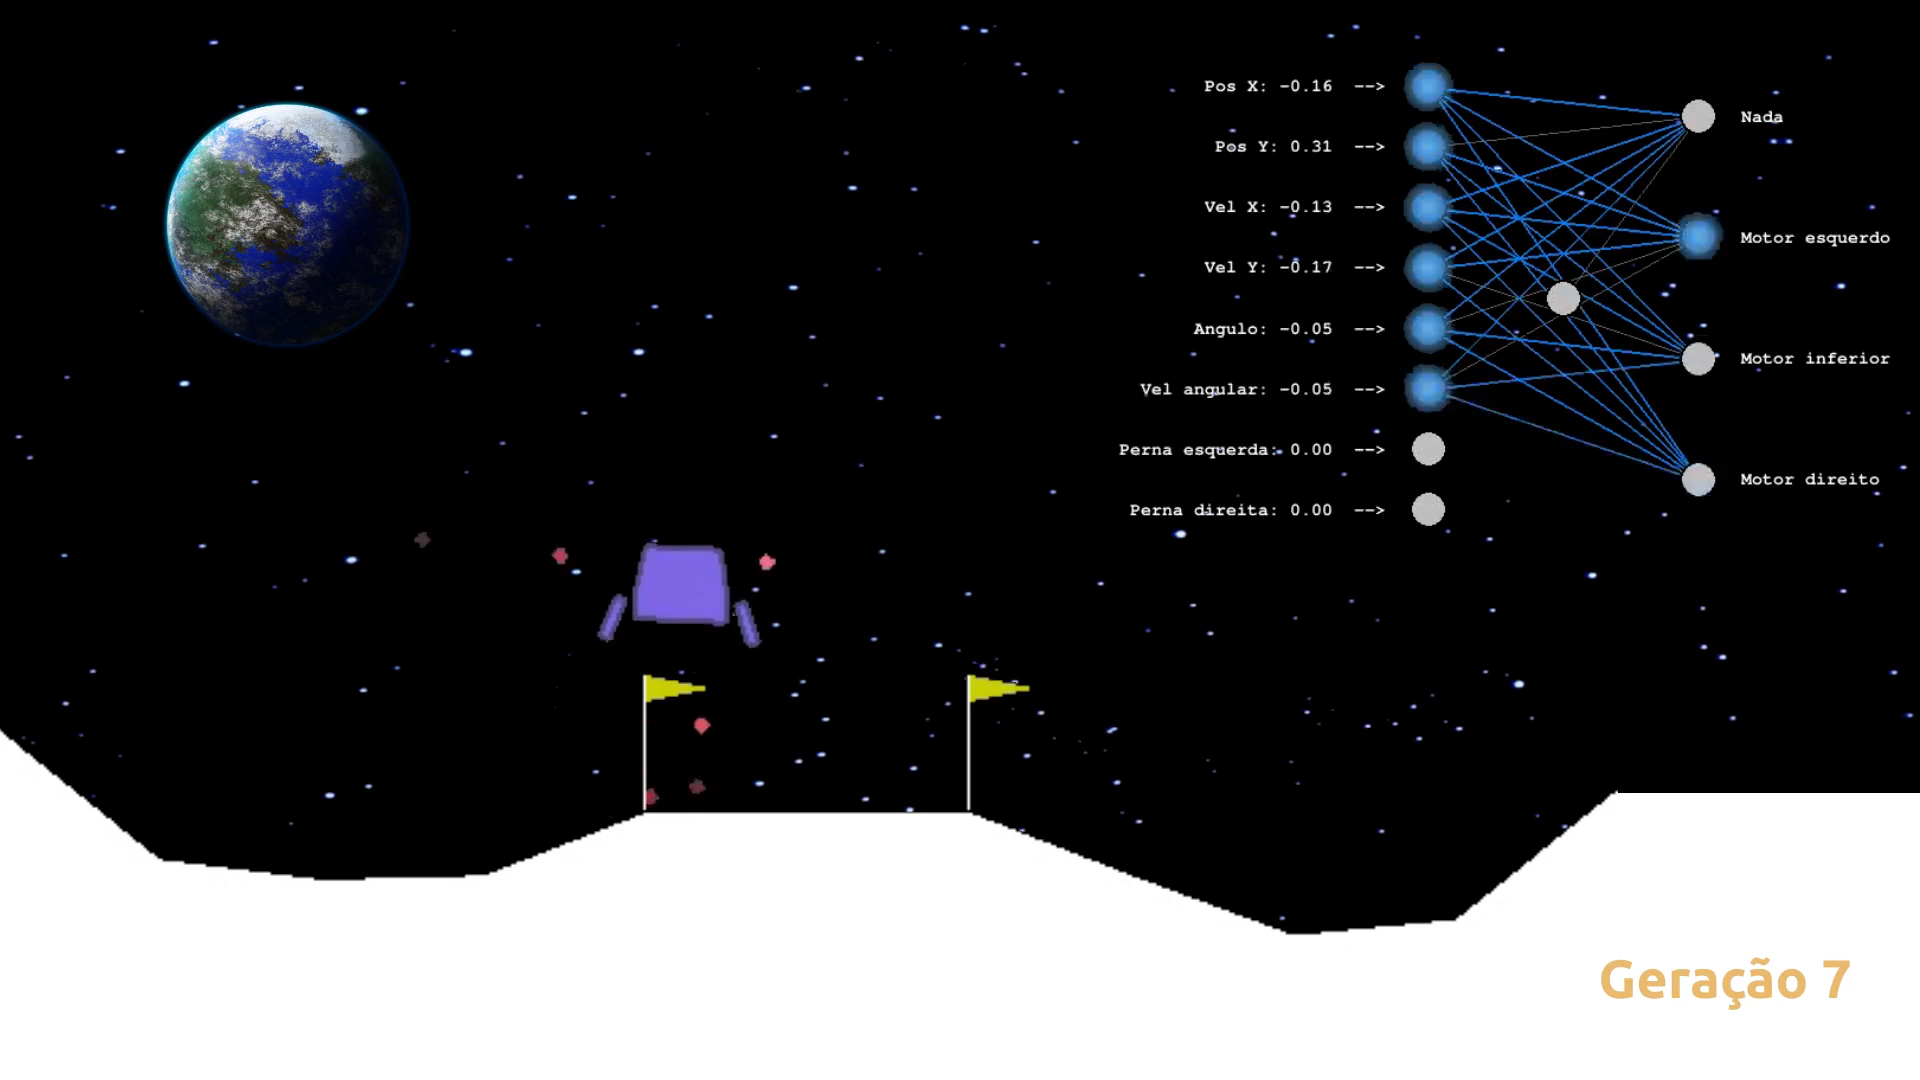 Pos X: -0.16 -->
Pos Y: 0.31 -->
Vel X: -0.13 -->
Vel Y: -0.17 -->
Angulo: -0.05 -->
Vel angular: -0.05 -->
Perna esquerda: 0.00 -->
Perna direita: 0.00 -->
Nada
Motor esquerdo
Motor inferior
Motor direito
Geração 7